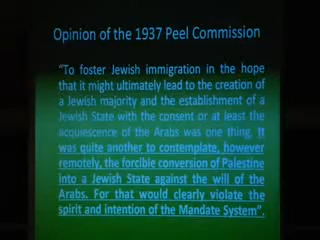 Opinion of the 1937 Peel Commission
“To foster Jewish immigration in the hope
that it might ultimately lead to the creation of
a Jewish majority and the establishment of a
Jewish State with the consent or at least the
acquiescence of the Arabs was one thing. It
was quite another to contemplate, however
remotely, the forcible conversion of Palestine
into a Jewish State against the will of the
Arabs. For that would clearly violate the
spirit and intention of the Mandate System”.